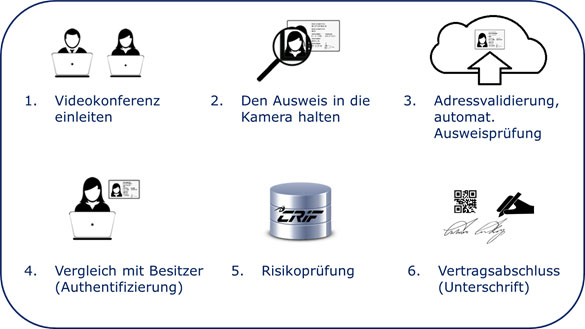 1. Videokonferenz
einleiten
2. Den Ausweis in die
Kamera halten
3. Adressvalidierung,
automat.
Ausweisprüfung
4. Vergleich mit Besitzer
(Authentifizierung)
CRIF
5. Risikoprüfung
6. Vertragsabschluss
(Unterschrift)